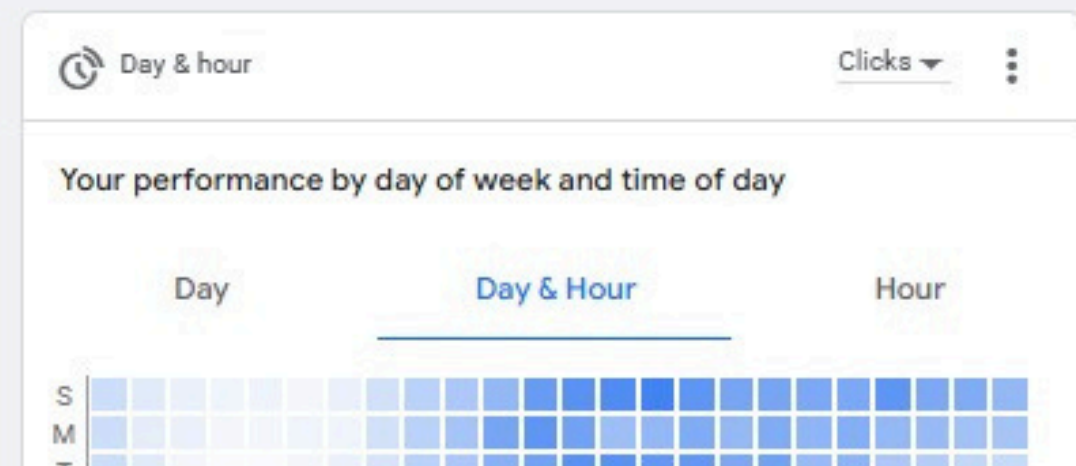 Day & hour
Clicks
Your performance by day of week and time of day
Day
Day & Hour
Hour
S
M